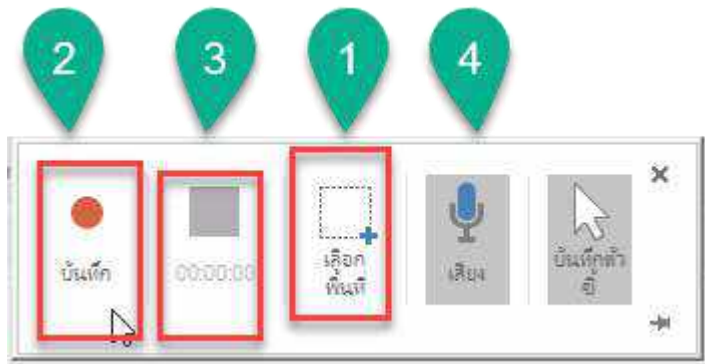 2 3 1 4
บันทึก
00:00:00
เลือก
พื้นที่
เสียง
บันทึกตัว
ชี้